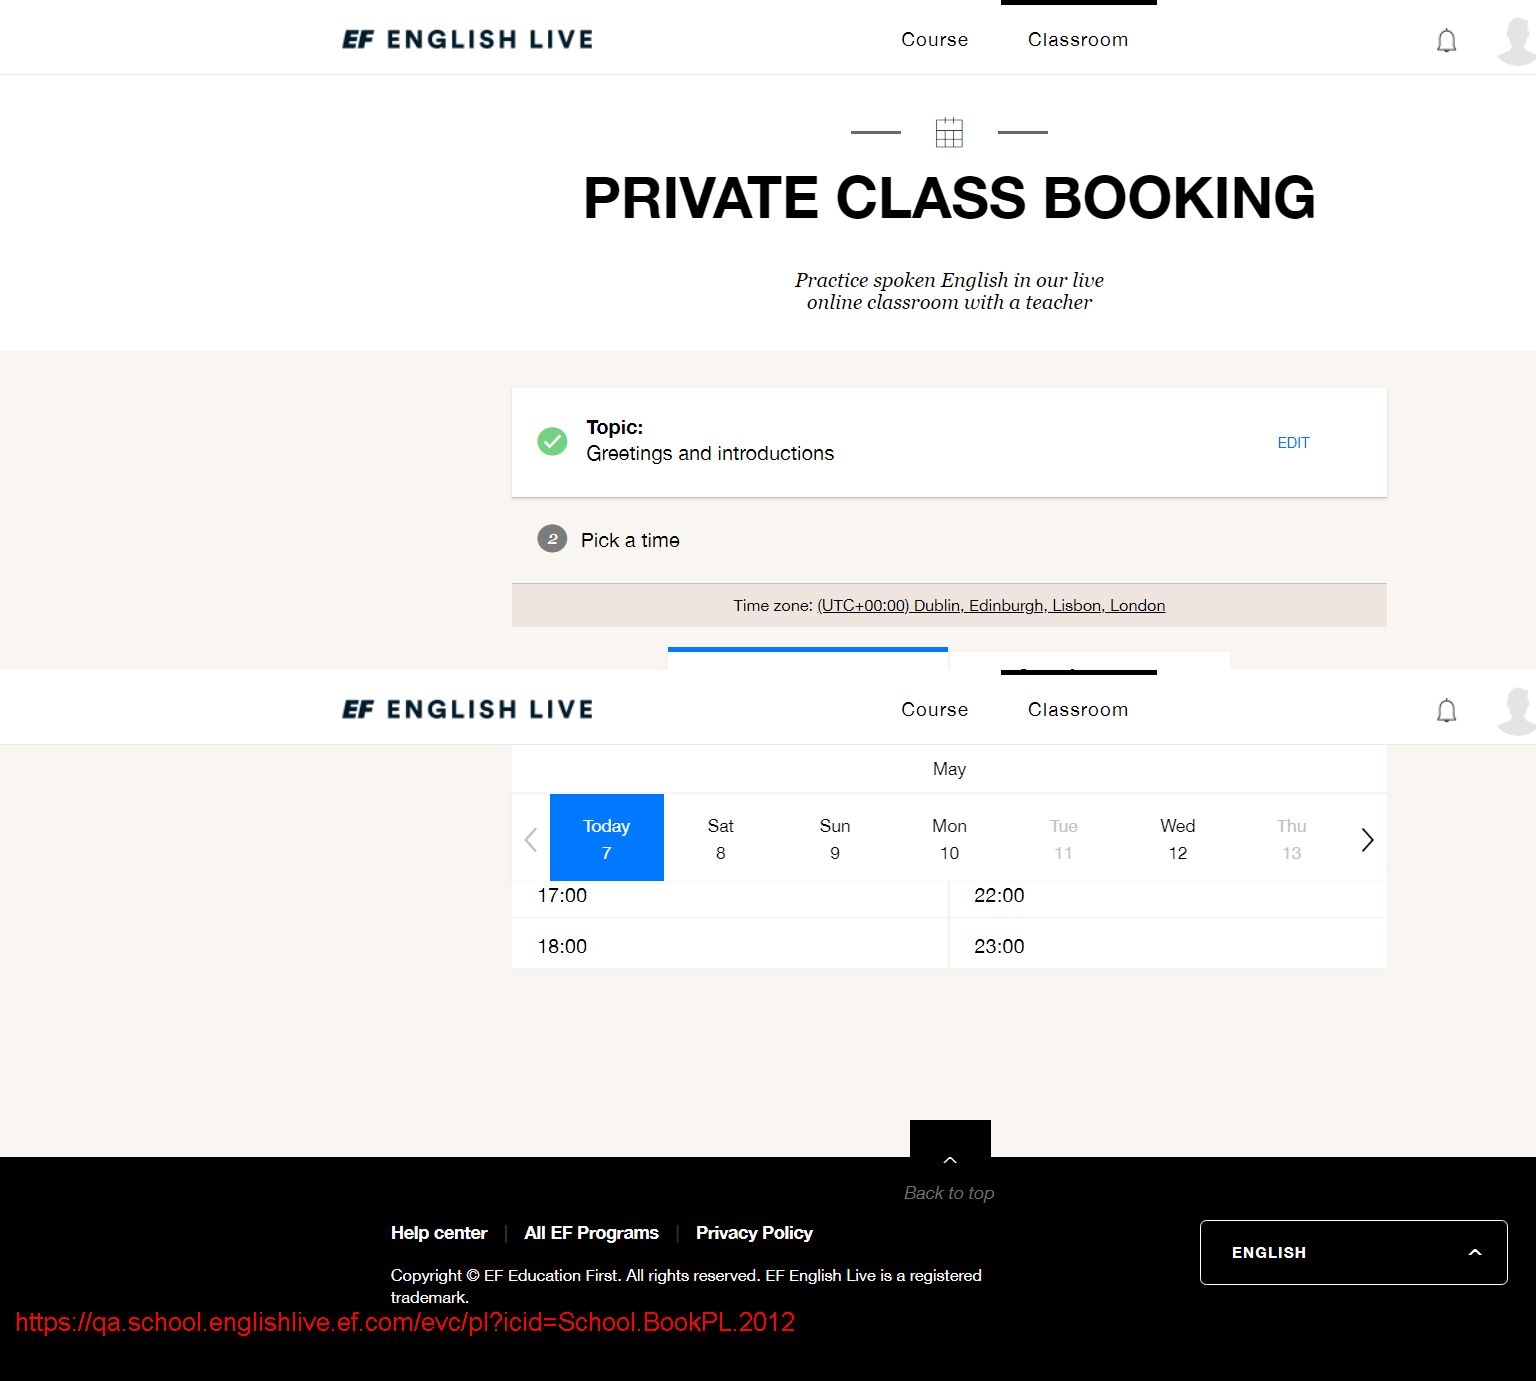 EF ENGLISH LIVE
Course
Classroom
PRIVATE CLASS BOOKING
Practice spoken English in our live
online classroom with a teacher
Topic:
Greetings and introductions
EDIT
2
Pick a time
Time zone: (UTC+00:00) Dublin, Edinburgh, Lisbon, London
EF ENGLISH LIVE
Course
Classroom
May
Today
7
Sat
8
Sun
9
Mon
10
Tue
11
Wed
12
Thu
13
17:00
22:00
18:00
23:00
Back to top
Help center | All EF Programs | Privacy Policy
ENGLISH
Copyright © EF Education First. All rights reserved. EF English Live is a registered
trademark.
https://qa.school.englishlive.ef.com/evc/pl?icid=School.BookPL.2012